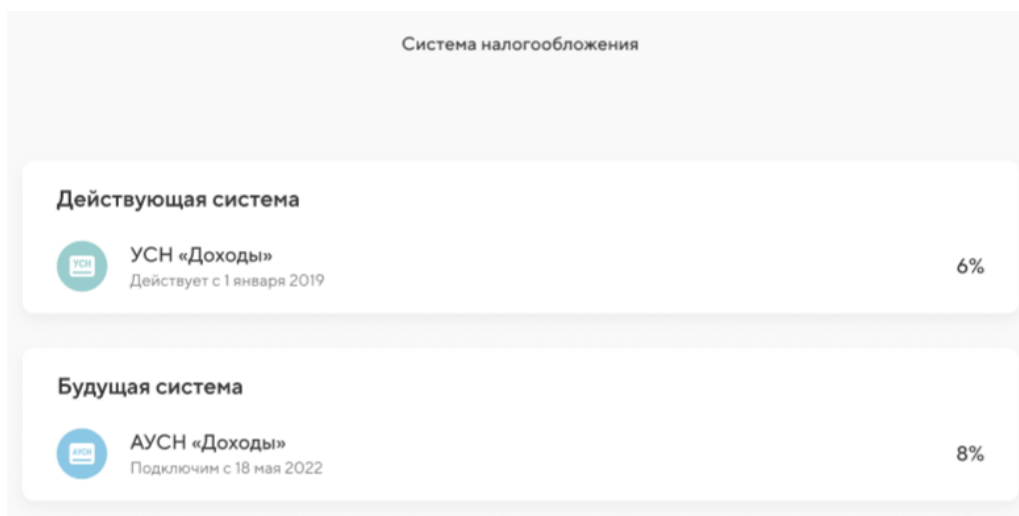 Система налогообложения
Действующая система
УСН
УСН «Доходы»
6%
Действует с 1 января 2019
Будущая система
АУСН
АУСН «Доходы»
8%
Подключим с 18 мая 2022